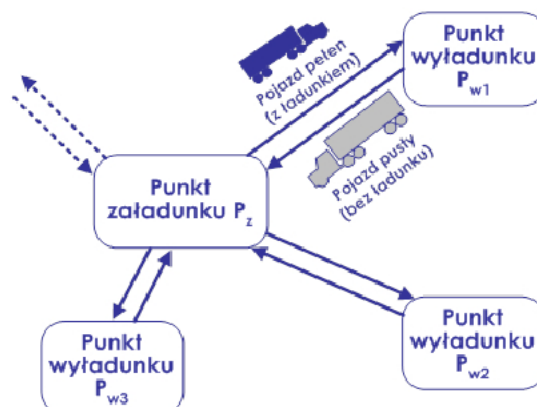 Punkt
wyładunku
Pw1
Pojazd pełen
(z ładunkiem)
Pojazd pusty
(bez ładunku)
Punkt
załadunku Pz
Punkt
wyładunku
Pw2
Punkt
wyładunku
Pw3